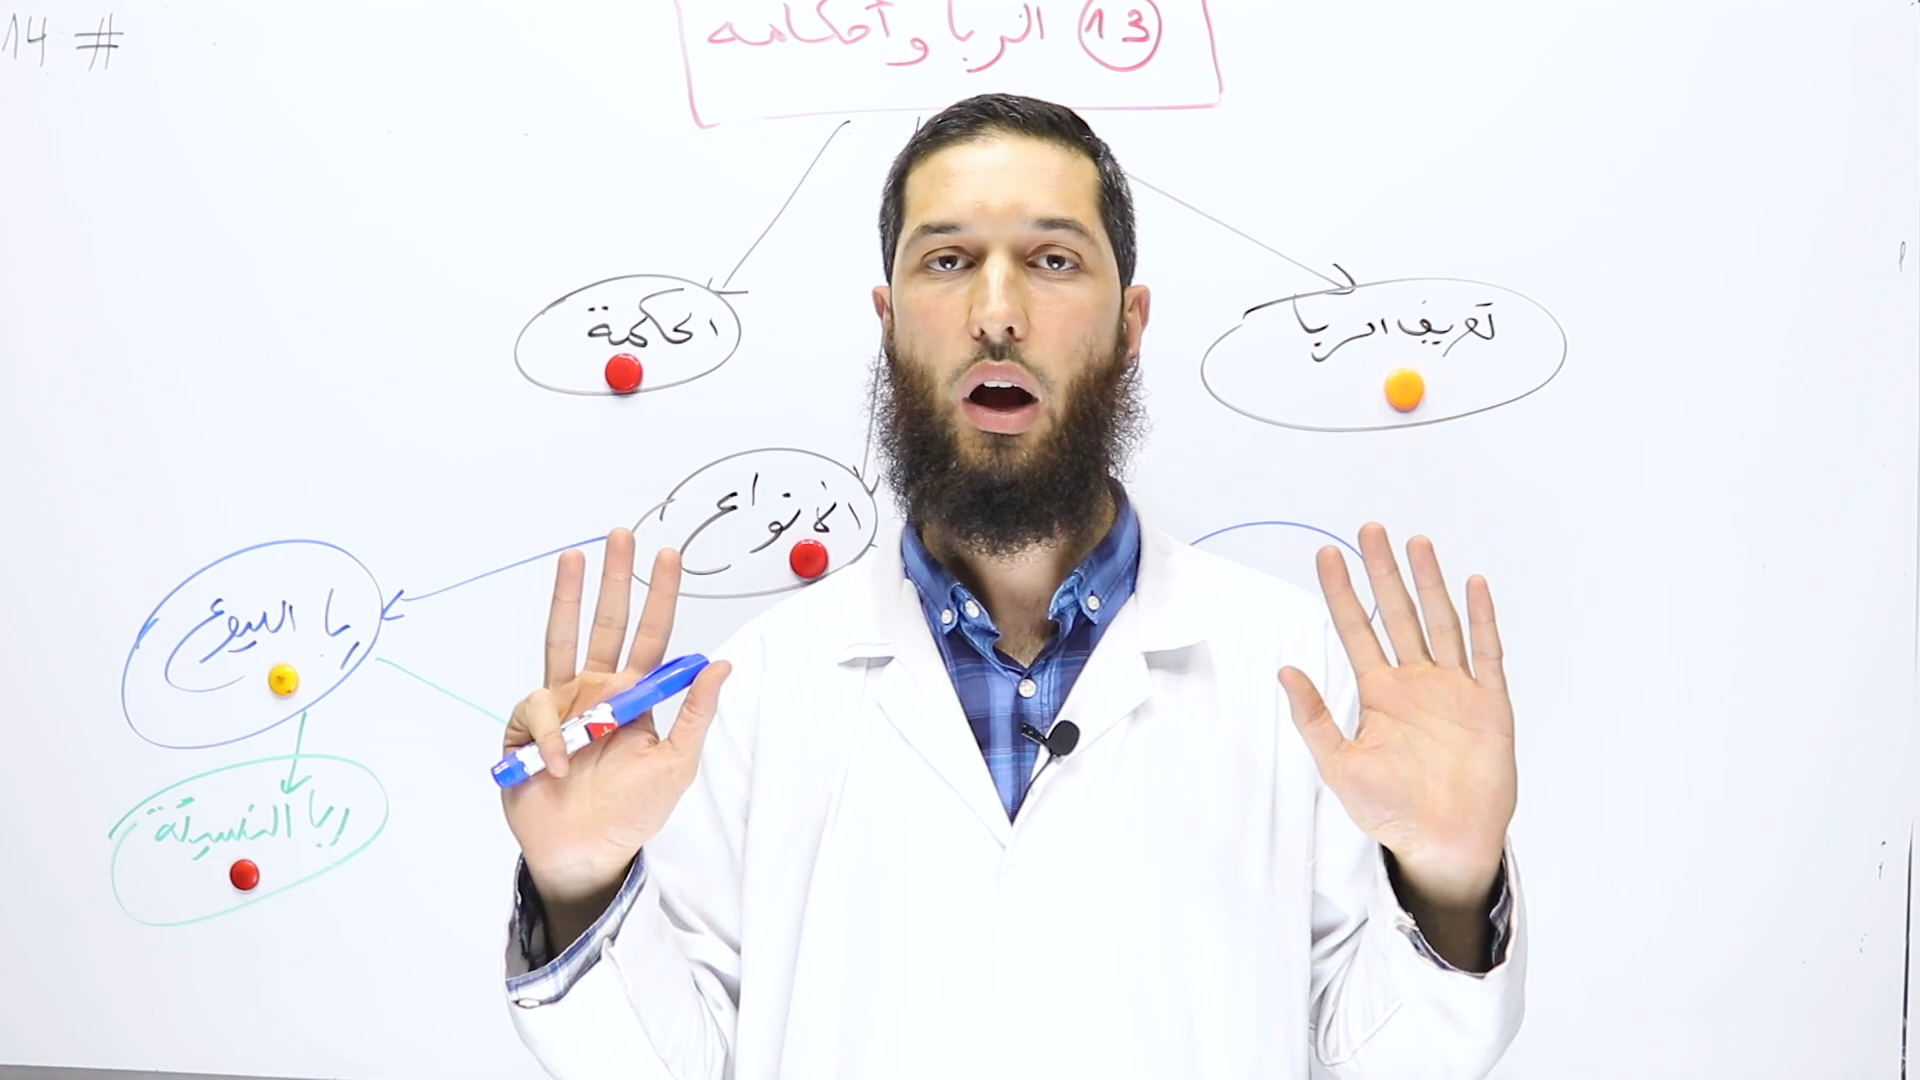 # 14
13 الربا وأحكامه
تعريف الربا
الحكمة
الأنواع
ربا البيوع
ربا النسيئة